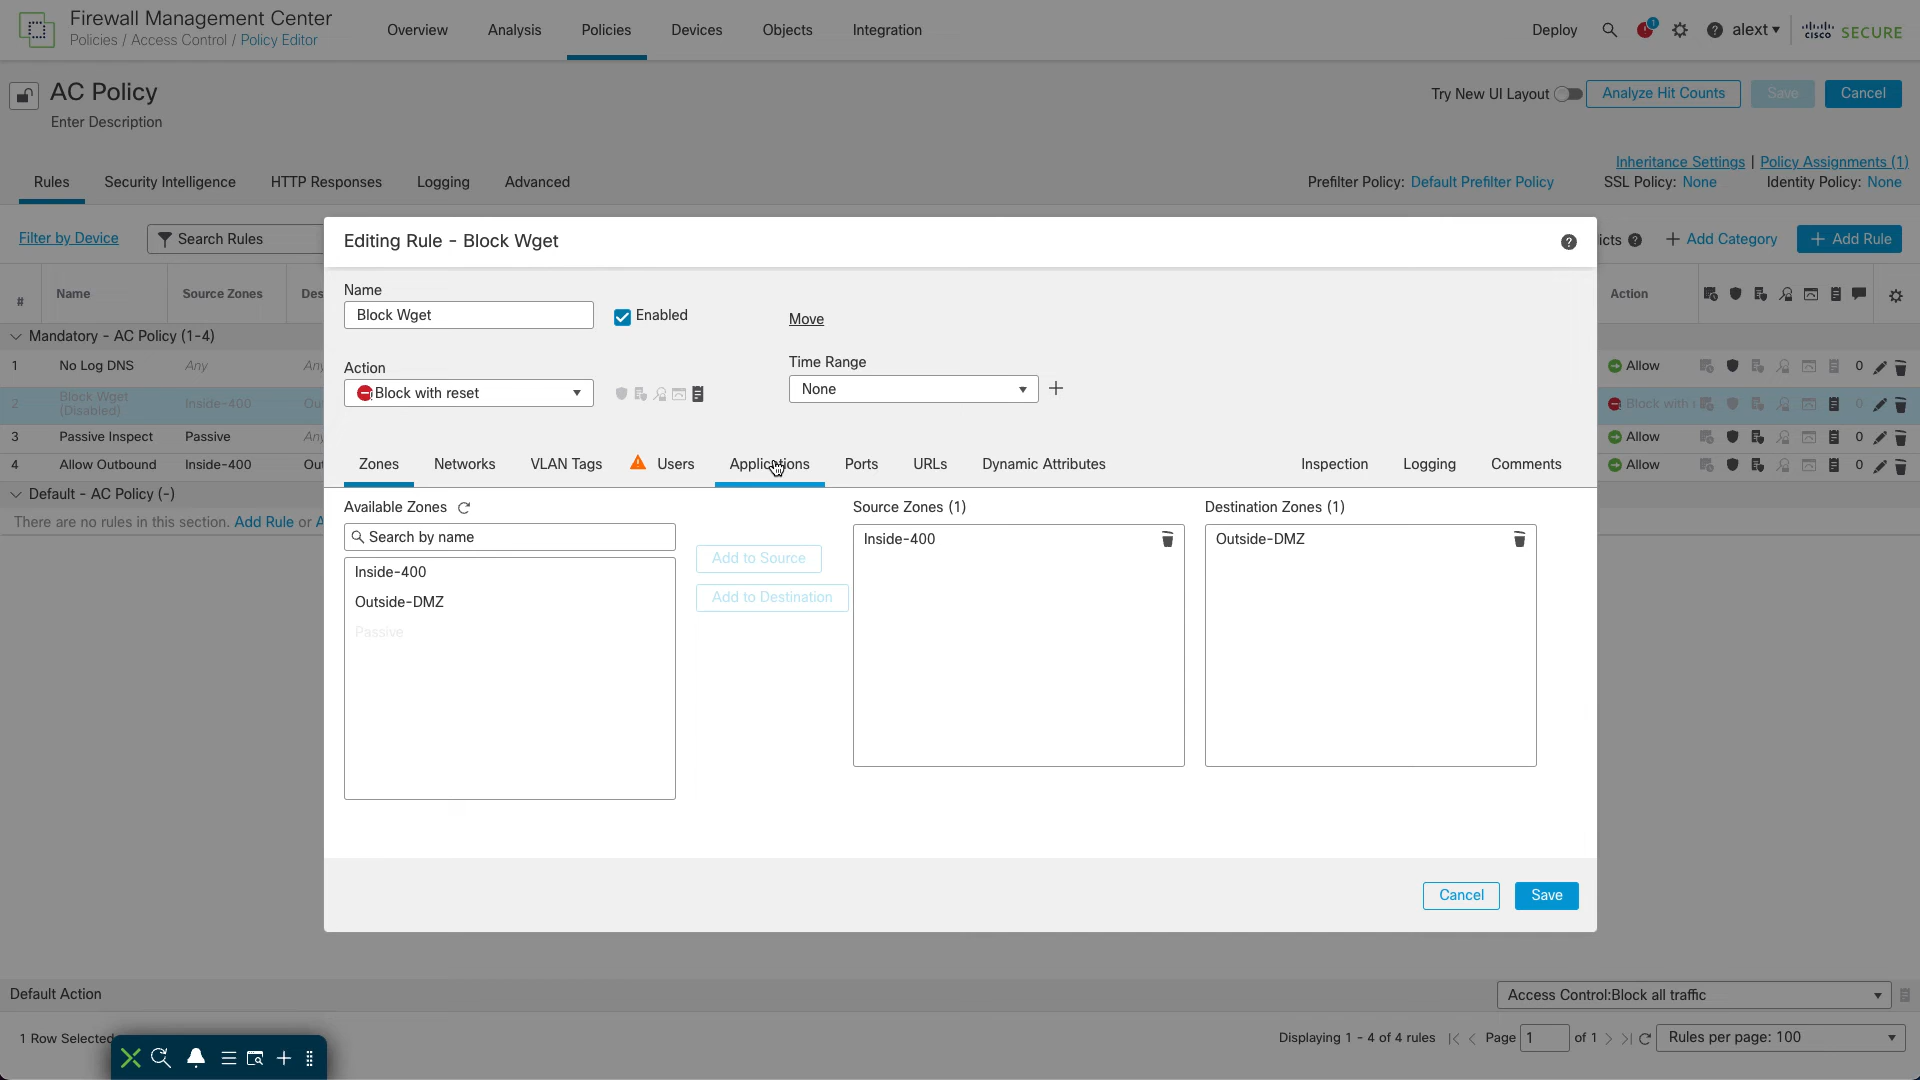 Firewall Management Center
Policies / Access Control / Policy Editor
Overview
Analysis
Policies
Devices
Objects
Integration
Deploy
1
alext
cisco SECURE
AC Policy
Enter Description
Try New UI Layout
Analyze Hit Counts
Save
Cancel
Inheritance Settings | Policy Assignments (1)
Rules
Security Intelligence
HTTP Responses
Logging
Advanced
Prefilter Policy: Default Prefilter Policy
SSL Policy: None
Identity Policy: None
Filter by Device
Search Rules
icts
+ Add Category
+ Add Rule
# Name Source Zones Des Action
Mandatory - AC Policy (1-4)
1 No Log DNS Any Any Allow 0
2 Block Wget (Disabled) Inside-400 Out Block with r 0
3 Passive Inspect Passive Any Allow 0
4 Allow Outbound Inside-400 Out Allow 0
Default - AC Policy (-)
There are no rules in this section. Add Rule or A
Editing Rule - Block Wget
Name
Block Wget
Enabled
Move
Action
Block with reset
Time Range
None
Zones
Networks
VLAN Tags
Users
Applications
Ports
URLs
Dynamic Attributes
Inspection
Logging
Comments
Available Zones
Search by name
Inside-400
Outside-DMZ
Passive
Add to Source
Add to Destination
Source Zones (1)
Inside-400
Destination Zones (1)
Outside-DMZ
Cancel
Save
Default Action
Access Control:Block all traffic
1 Row Selected
Displaying 1 - 4 of 4 rules
Page 1 of 1
Rules per page: 100